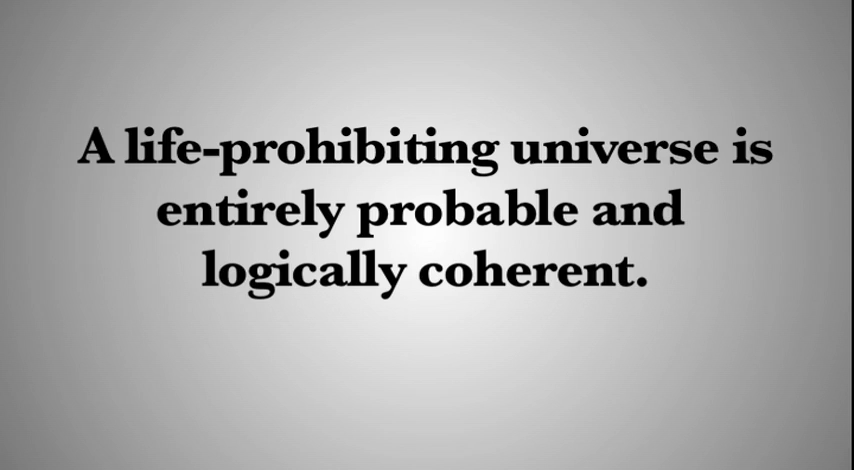 A life-prohibiting universe is
entirely probable and
logically coherent.